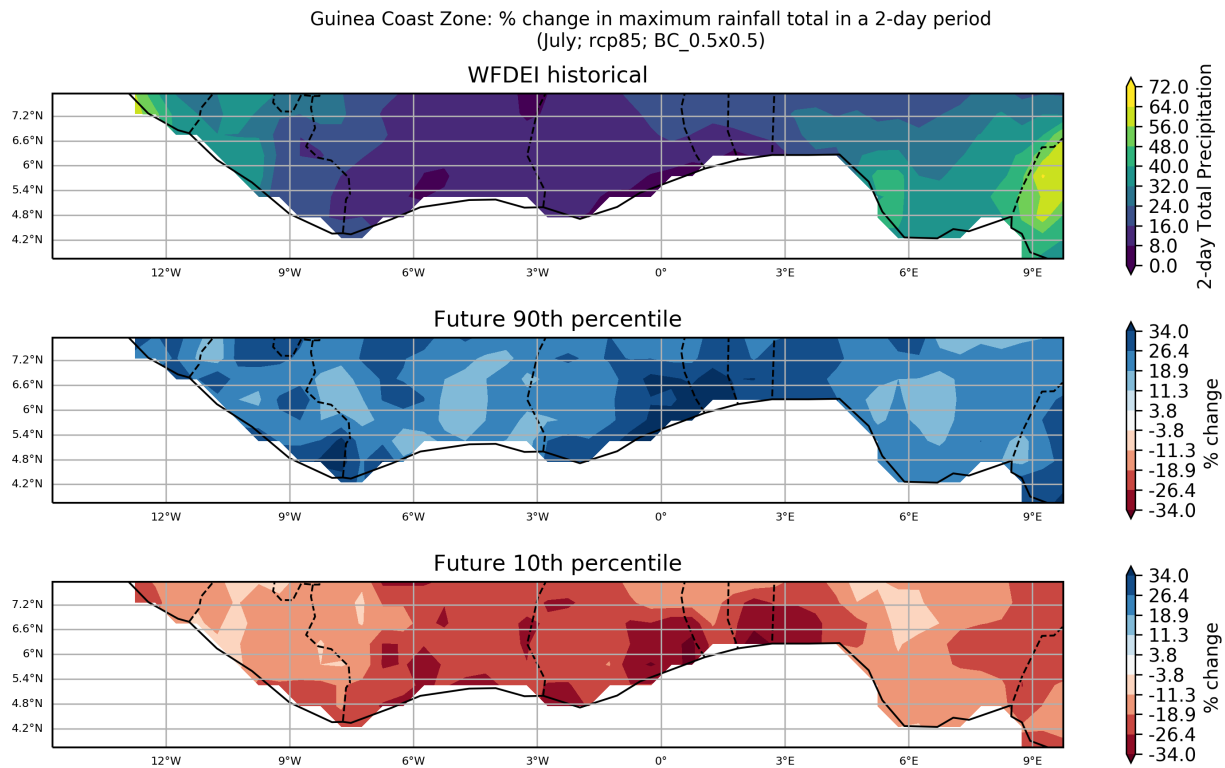 Guinea Coast Zone: % change in maximum rainfall total in a 2-day period
(July; rcp85; BC_0.5x0.5)
WFDEI historical
7.2°N
6.6°N
6°N
5.4°N
4.8°N
4.2°N
12°W 9°W 6°W 3°W 0° 3°E 6°E 9°E
72.0
64.0
56.0
48.0
40.0
32.0
24.0
16.0
8.0
0.0
2-day Total Precipitation
Future 90th percentile
7.2°N
6.6°N
6°N
5.4°N
4.8°N
4.2°N
12°W 9°W 6°W 3°W 0° 3°E 6°E 9°E
34.0
26.4
18.9
11.3
3.8
-3.8
-11.3
-18.9
-26.4
-34.0
% change
Future 10th percentile
7.2°N
6.6°N
6°N
5.4°N
4.8°N
4.2°N
12°W 9°W 6°W 3°W 0° 3°E 6°E 9°E
34.0
26.4
18.9
11.3
3.8
-3.8
-11.3
-18.9
-26.4
-34.0
% change